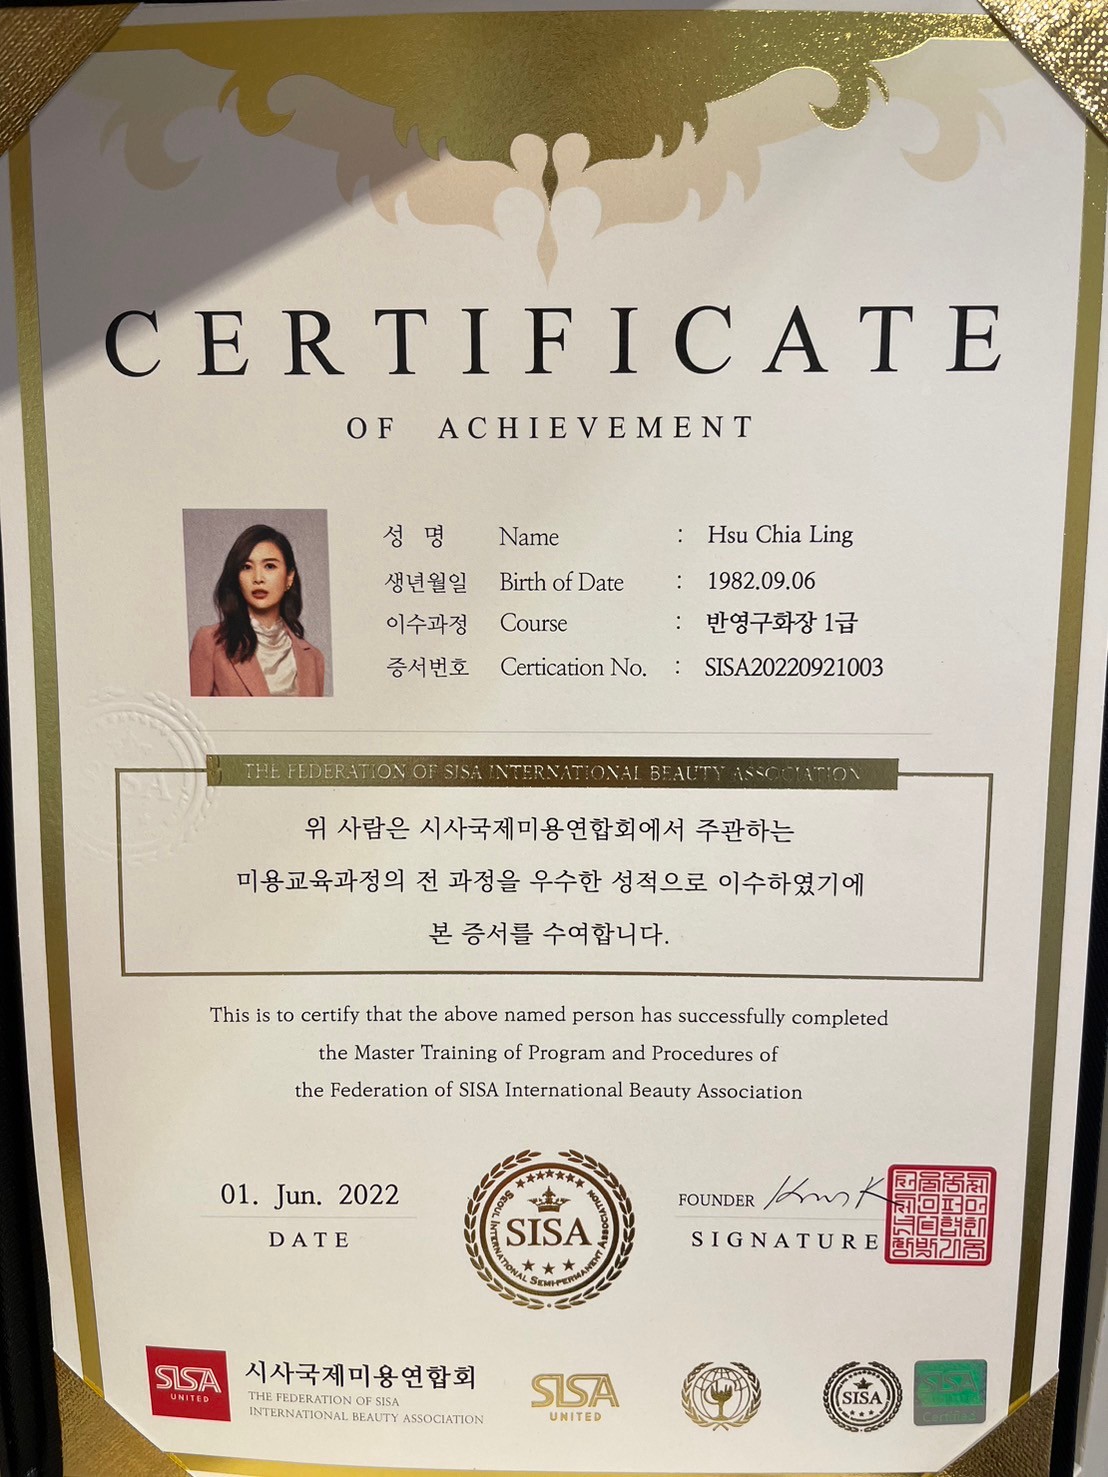 CERTIFICATE
OF ACHIEVEMENT
성 명 Name : Hsu Chia Ling
생년월일 Birth of Date : 1982.09.06
이수과정 Course : 반영구화장 1급
증서번호 Certication No. : SISA20220921003
THE FEDERATION OF SISA INTERNATIONAL BEAUTY ASSOCIATION
위 사람은 시사국제미용연합회에서 주관하는
미용교육과정의 전 과정을 우수한 성적으로 이수하였기에
본 증서를 수여합니다.
This is to certify that the above named person has successfully completed
the Master Training of Program and Procedures of
the Federation of SISA International Beauty Association
01. Jun. 2022
DATE
SEOUL INTERNATIONAL SEMI-PERMANENT ASSOCIATION
SISA
FOUNDER
SIGNATURE
SISA
UNITED
시사국제미용연합회
THE FEDERATION OF SISA
INTERNATIONAL BEAUTY ASSOCIATION
SISA
UNITED
SISA
SISA
Certified